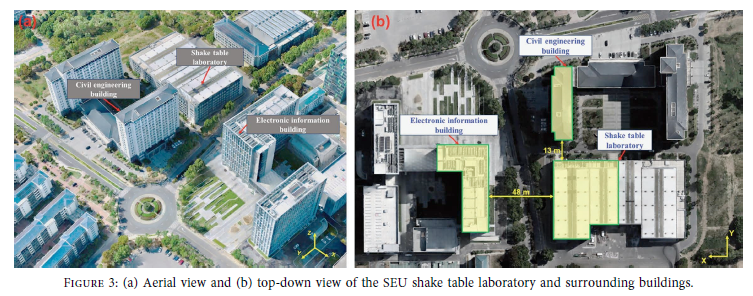 (a)
Shake table
laboratory
Civil engineering
building
Electronic information
building
Z
X
(b)
Civil engineering
building
Electronic information
building
Shake table
laboratory
13 m
48 m
Y
X
FIGURE 3: (a) Aerial view and (b) top-down view of the SEU shake table laboratory and surrounding buildings.